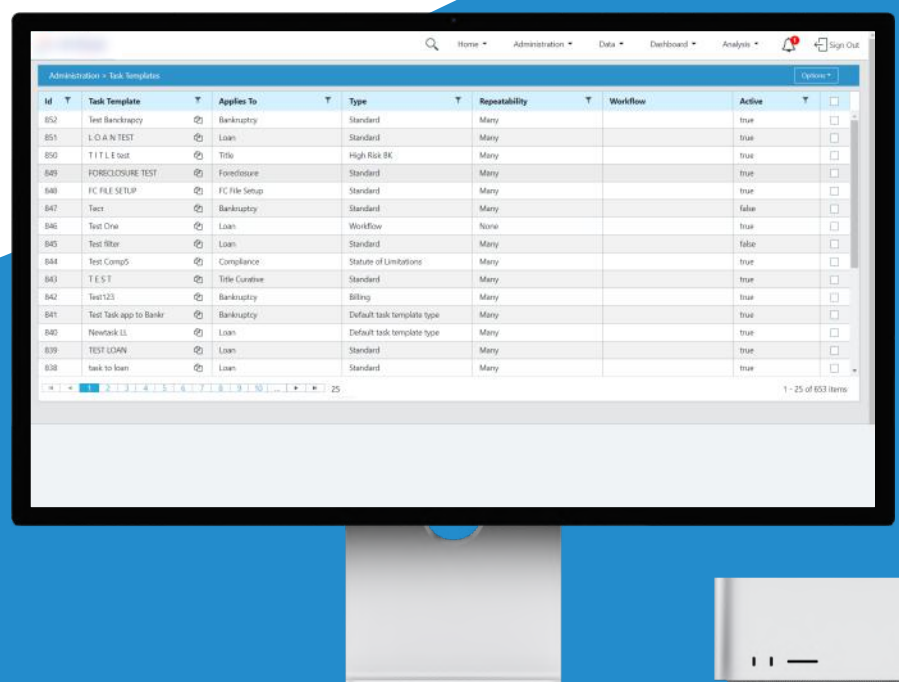 Home Administration Data Dashboard Analysis Sign Out
Administration > Task Templates Options
Id Task Template Applies To Type Repeatability Workflow Active
852 Test Banckrapcy Bankruptcy Standard Many true
851 L O A N TEST Loan Standard Many true
850 T I T L E test Title High Risk BK Many true
849 FORECLOSURE TEST Foreclosure Standard Many true
848 FC FILE SETUP FC File Setup Standard Many true
847 Тест Bankruptcy Standard Many false
846 Test One Loan Workflow None true
845 Test filter Loan Standard Many false
844 Test Comp5 Compliance Statute of Limitations Many true
843 T E S T Title Curative Standard Many true
842 Test123 Bankruptcy Billing Many true
841 Test Task app to Bankr Bankruptcy Default task template type Many true
840 Newtask LL Loan Default task template type Many true
839 TEST LOAN Loan Standard Many true
838 task to loan Loan Standard Many true
1 2 3 4 5 6 7 8 9 10 ... 25 1 - 25 of 653 items